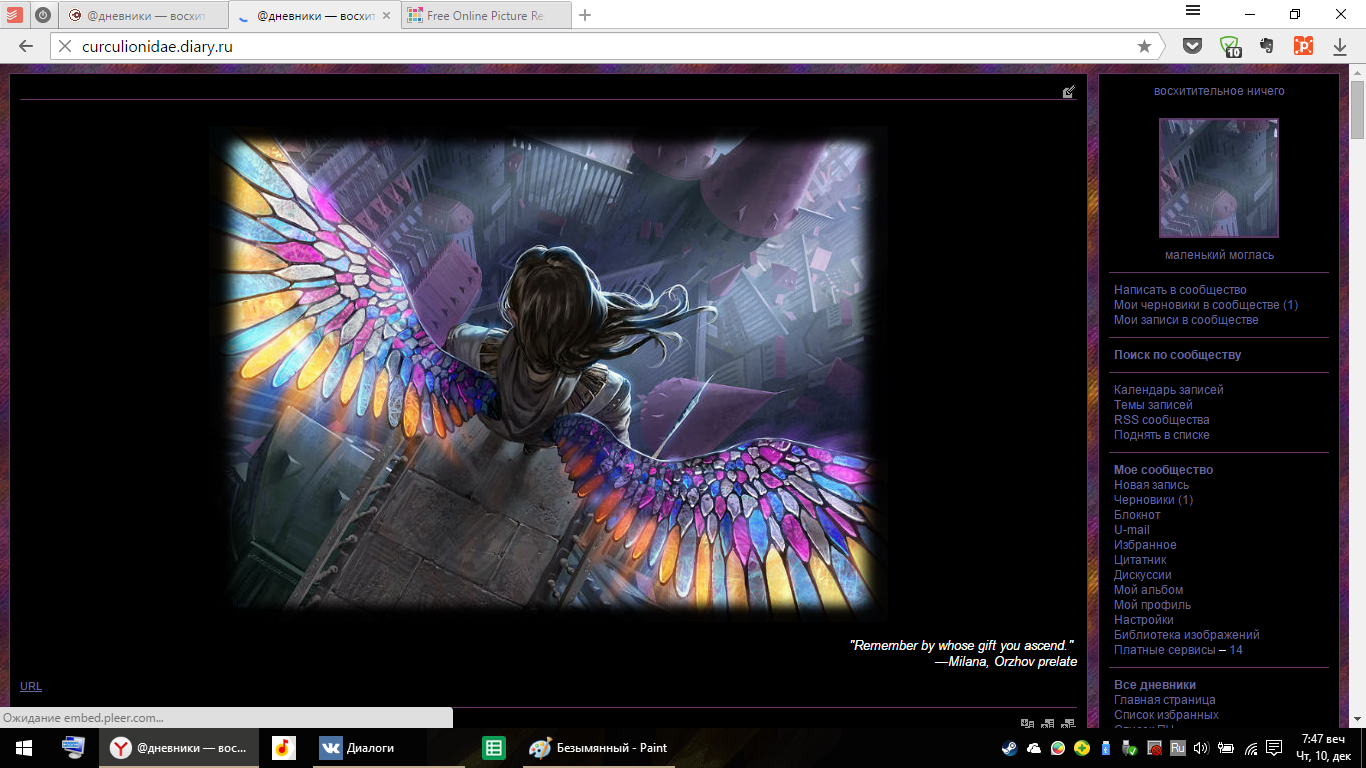 @дневники — восхит
@дневники — восхит
Free Online Picture Re
curculionidae.diary.ru
10
восхитительное ничего
маленький моглась
Написать в сообщество
Мои черновики в сообществе (1)
Мои записи в сообществе
Поиск по сообществу
Календарь записей
Темы записей
RSS сообщества
Поднять в списке
Мое сообщество
Новая запись
Черновики (1)
Блокнот
U-mail
Избранное
Цитатник
Дискуссии
Мой альбом
Мой профиль
Настройки
Библиотека изображений
Платные сервисы – 14
Все дневники
Главная страница
Список избранных
"Remember by whose gift you ascend."
—Milana, Orzhov prelate
URL
Ожидание embed.pleer.com...
@дневники — вос...
Диалоги
Безымянный - Paint
Ru
7:47 веч
Чт, 10, дек